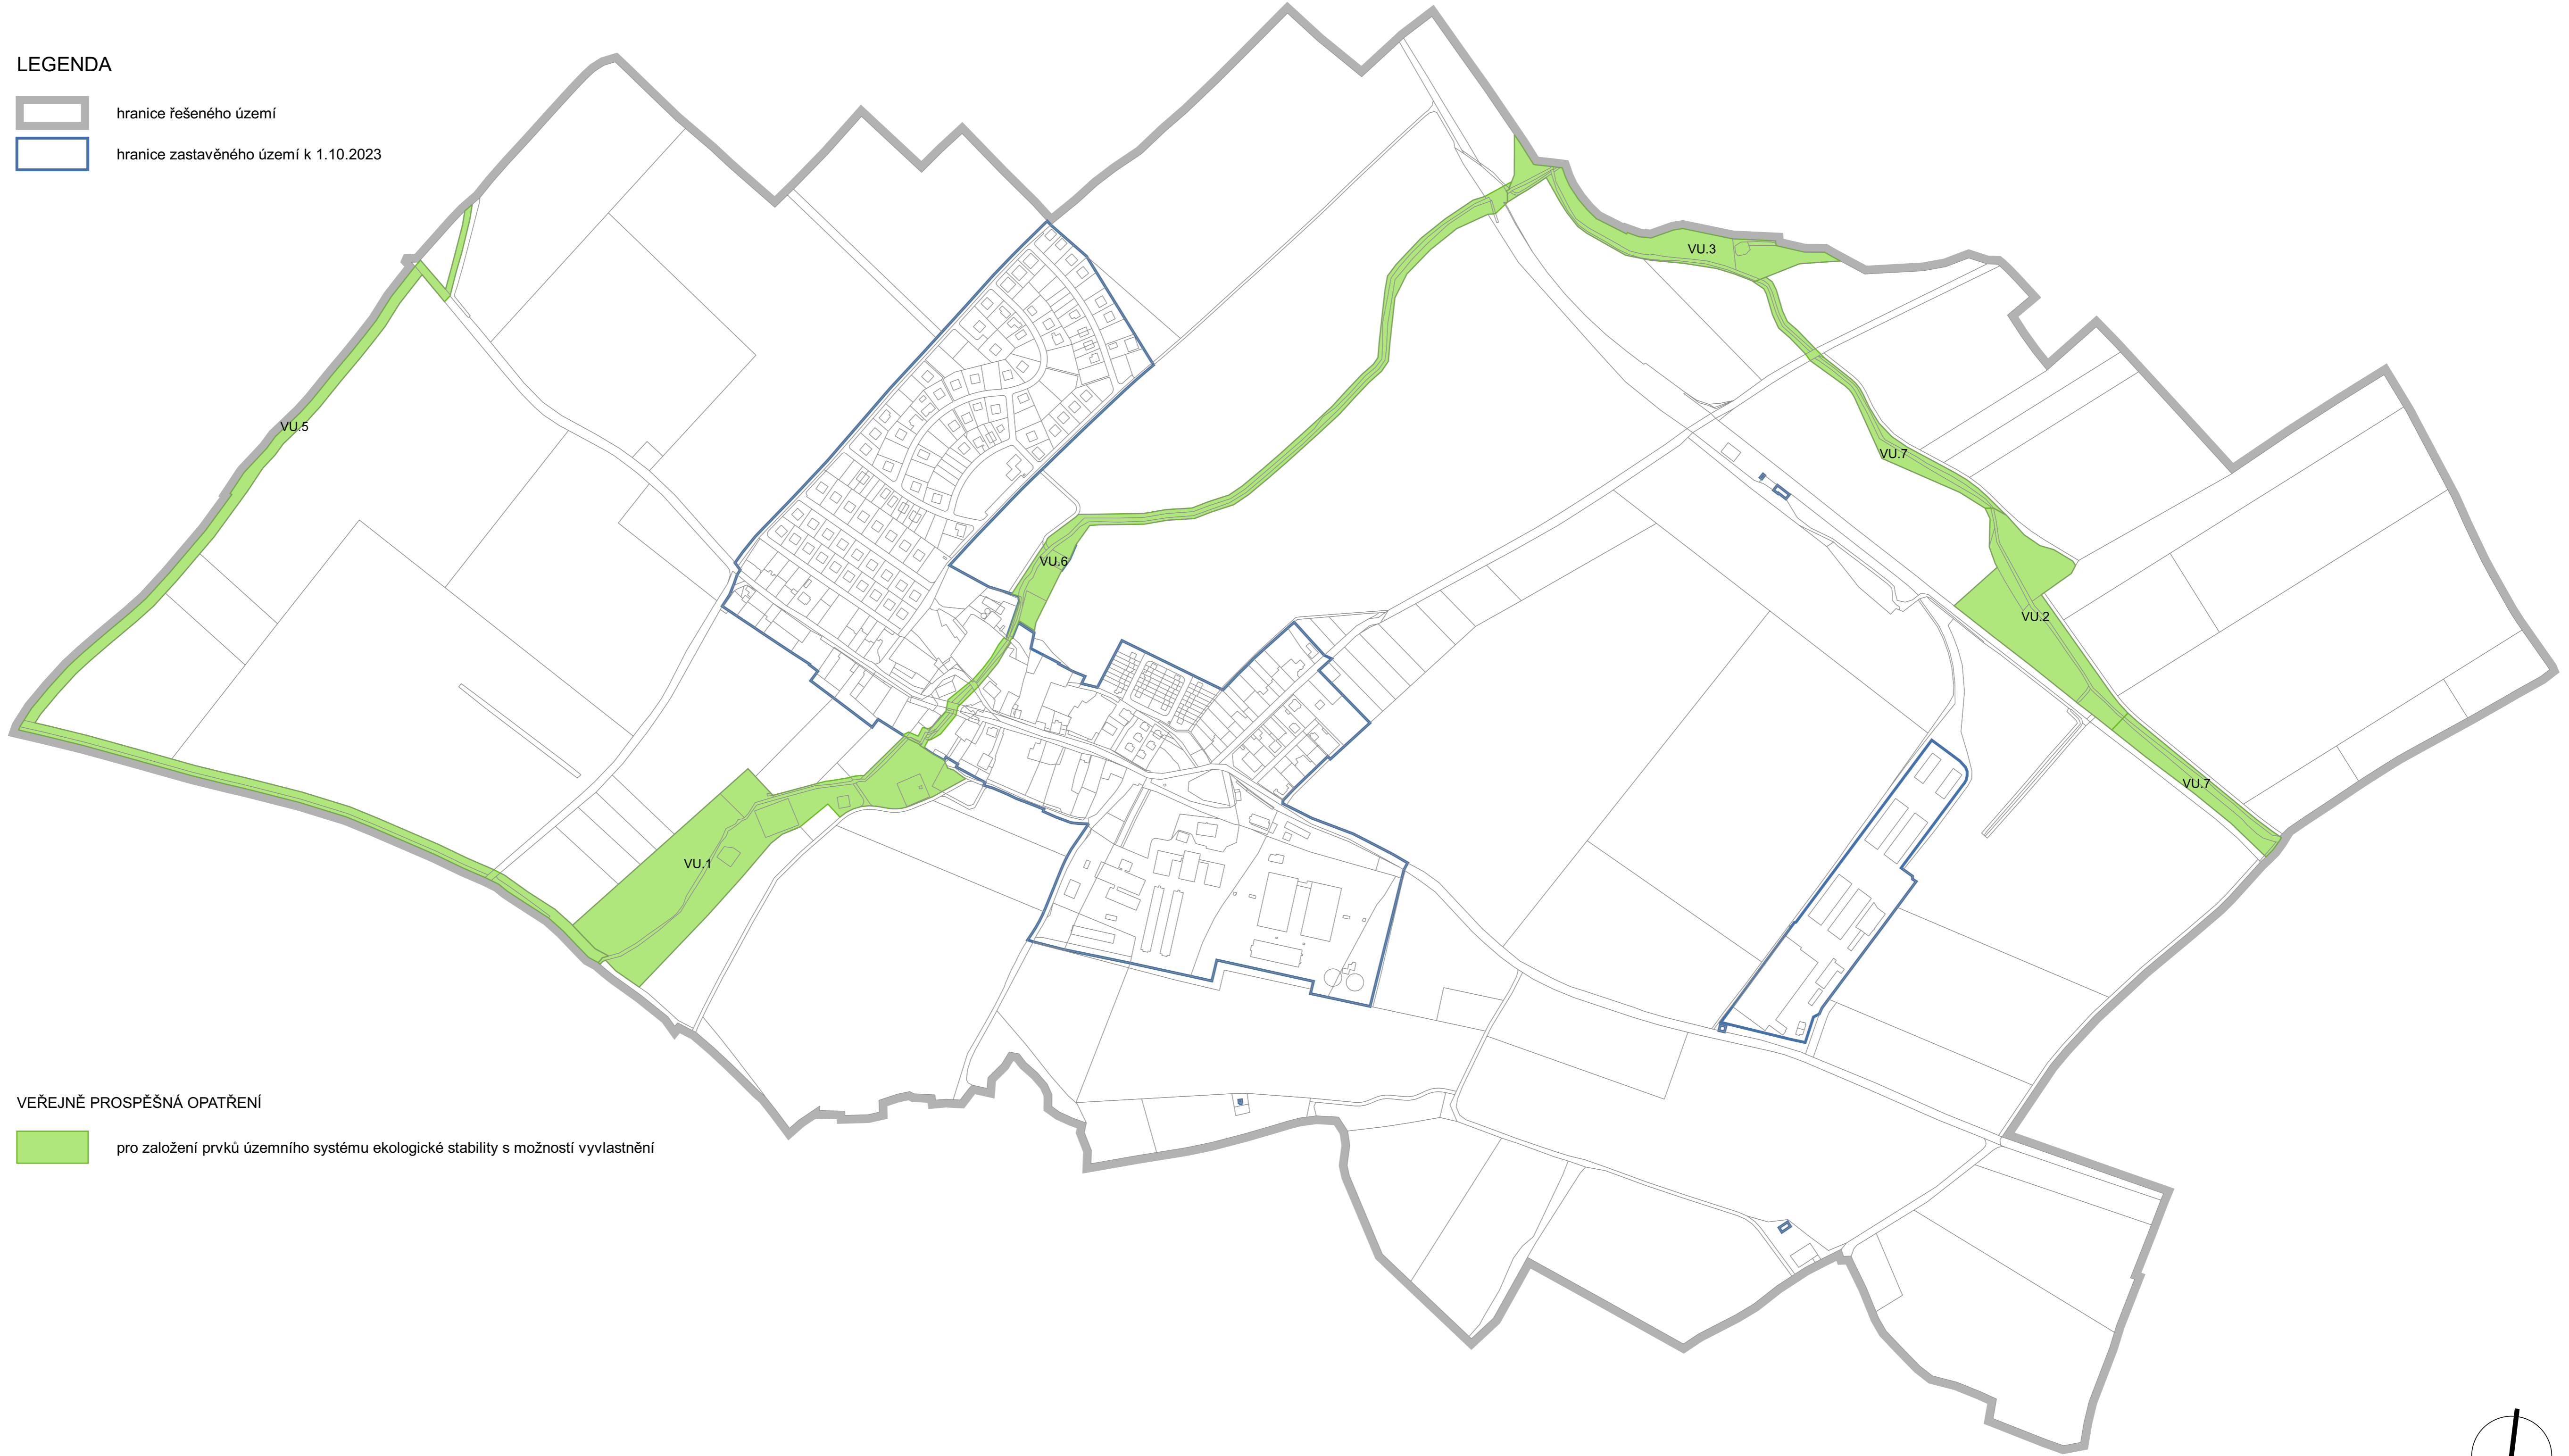 LEGENDA
hranice řešeného území
hranice zastavěného území k 1.10.2023
VU.3
VU.5
VU.7
VU.6
VU.2
VU.7
VU.1
VEŘEJNĚ PROSPĚŠNÁ OPATŘENÍ
pro založení prvků územního systému ekologické stability s možností vyvlastnění